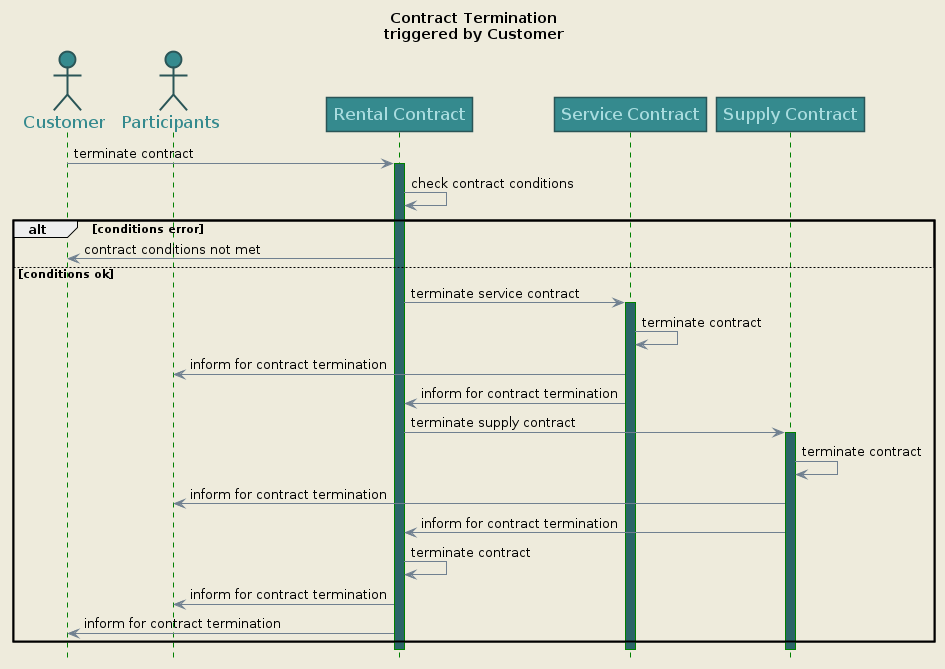 Contract Termination
triggered by Customer
Customer
Participants
Rental Contract
Service Contract
Supply Contract
terminate contract
check contract conditions
alt
[conditions error]
contract conditions not met
[conditions ok]
terminate service contract
terminate contract
inform for contract termination
inform for contract termination
terminate supply contract
terminate contract
inform for contract termination
inform for contract termination
terminate contract
inform for contract termination
inform for contract termination